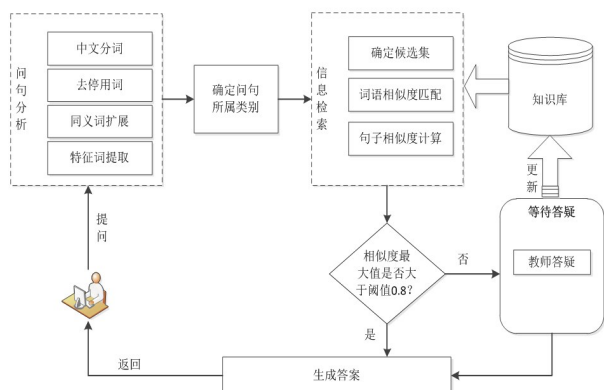 问句分析
中文分词
去停用词
同义词扩展
特征词提取
确定问句
所属类别
信息检索
确定候选集
词语相似度匹配
句子相似度计算
知识库
更新
等待答疑
教师答疑
提问
相似度最
大值是否大
于阈值0.8？
否
是
返回
生成答案